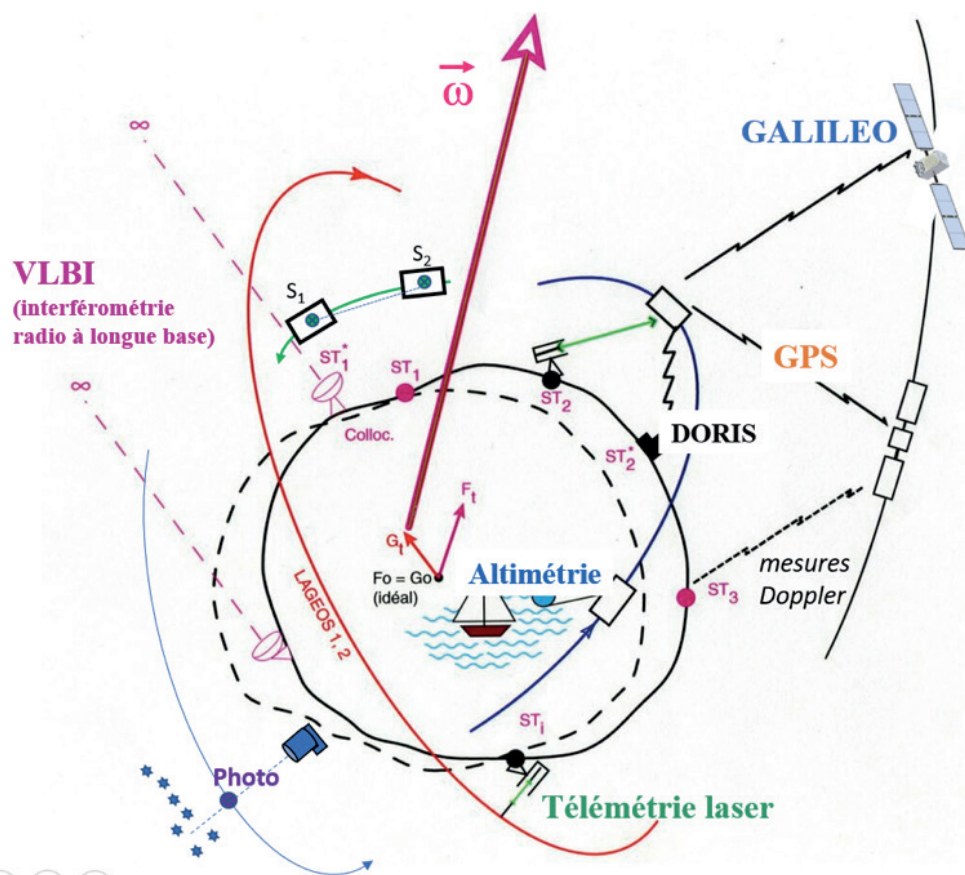 ω
GALILEO
∞
VLBI
(interférométrie
radio à longue base)
S1
S2
GPS
ST1*
ST1
ST2
Colloc.
DORIS
ST2*
∞
Ft
Gt
Fo = Go
(idéal)
Altimétrie
mesures
Doppler
ST3
LAGEOS 1, 2
STi
Photo
Télémétrie laser